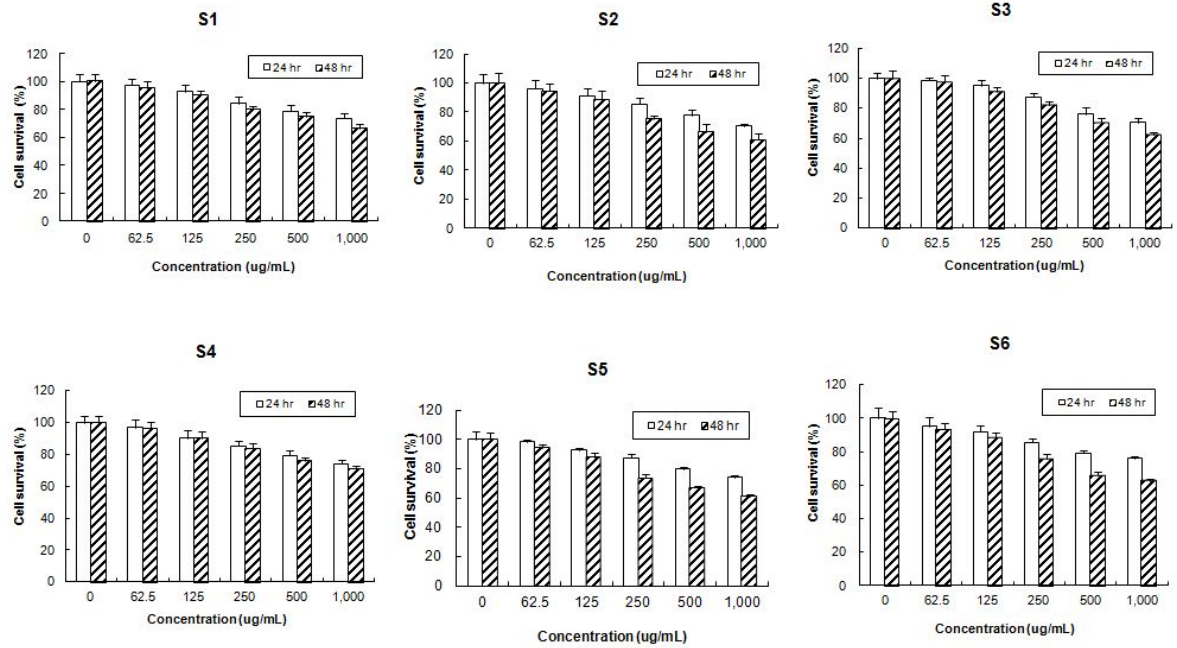 S1
120
100
80
60
40
20
0
Cell survival (%)
24 hr 48 hr
0 62.5 125 250 500 1,000
Concentration (ug/mL)
S2
120
100
80
60
40
20
0
Cell survival (%)
24 hr 48 hr
0 62.5 125 250 500 1,000
Concentration (ug/mL)
S3
120
100
80
60
40
20
0
Cell survival (%)
24 hr 48 hr
0 62.5 125 250 500 1,000
Concentration (ug/mL)
S4
120
100
80
60
40
20
0
Cell survival (%)
24 hr 48 hr
0 62.5 125 250 500 1,000
Concentration (ug/mL)
S5
120
100
80
60
40
20
0
Cell survival (%)
24 hr 48 hr
0 62.5 125 250 500 1,000
Concentration (ug/mL)
S6
120
100
80
60
40
20
0
Cell survival (%)
24 hr 48 hr
0 62.5 125 250 500 1,000
Concentration (ug/mL)